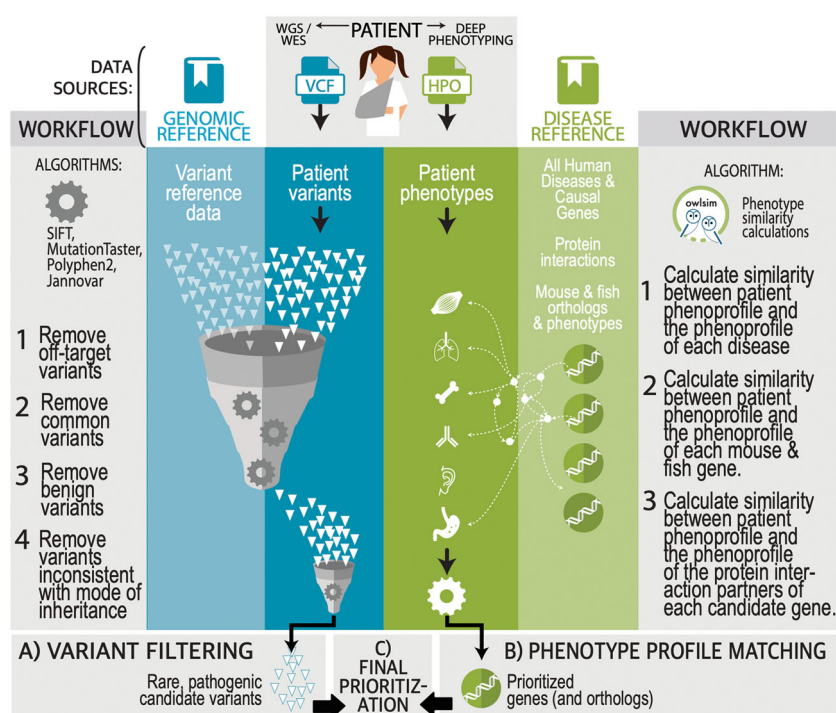 WGS /
WES
PATIENT
DEEP
PHENOTYPING
DATA
SOURCES:
VCF
HPO
GENOMIC
REFERENCE
DISEASE
REFERENCE
WORKFLOW
ALGORITHMS:
SIFT,
MutationTaster,
Polyphen2,
Jannovar
1 Remove
off-target
variants
2 Remove
common
variants
3 Remove
benign
variants
4 Remove
variants
inconsistent
with mode of
inheritance
Variant
reference
data
Patient
variants
Patient
phenotypes
All Human
Diseases &
Causal
Genes
Protein
interactions
Mouse & fish
orthologs
& phenotypes
WORKFLOW
ALGORITHM:
owlsim
Phenotype
similarity
calculations
1 Calculate similarity
between patient
phenoprofile and
the phenoprofile
of each disease
2 Calculate similarity
between patient
phenoprofile and
the phenoprofile
of each mouse &
fish gene.
3 Calculate similarity
between patient
phenoprofile and
the phenoprofile
of the protein inter-
action partners of
each candidate gene.
A) VARIANT FILTERING
Rare, pathogenic
candidate variants
C)
FINAL
PRIORITIZ-
ATION
B) PHENOTYPE PROFILE MATCHING
Prioritized
genes (and orthologs)